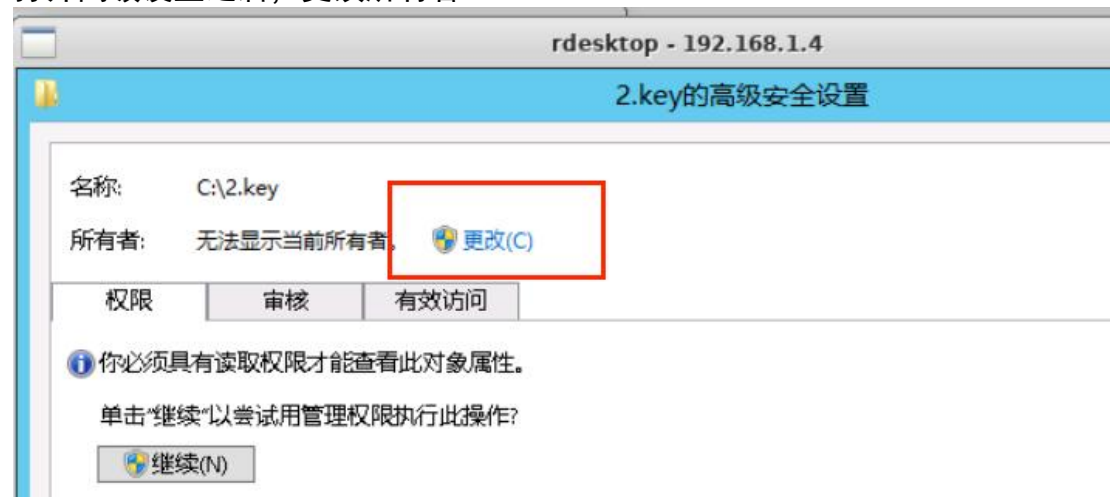 rdesktop - 192.168.1.4
2.key的高级安全设置
名称: C:\2.key
所有者: 无法显示当前所有者。 更改(C)
权限 审核 有效访问
你必须具有读取权限才能查看此对象属性。
单击“继续”以尝试用管理权限执行此操作?
继续(N)